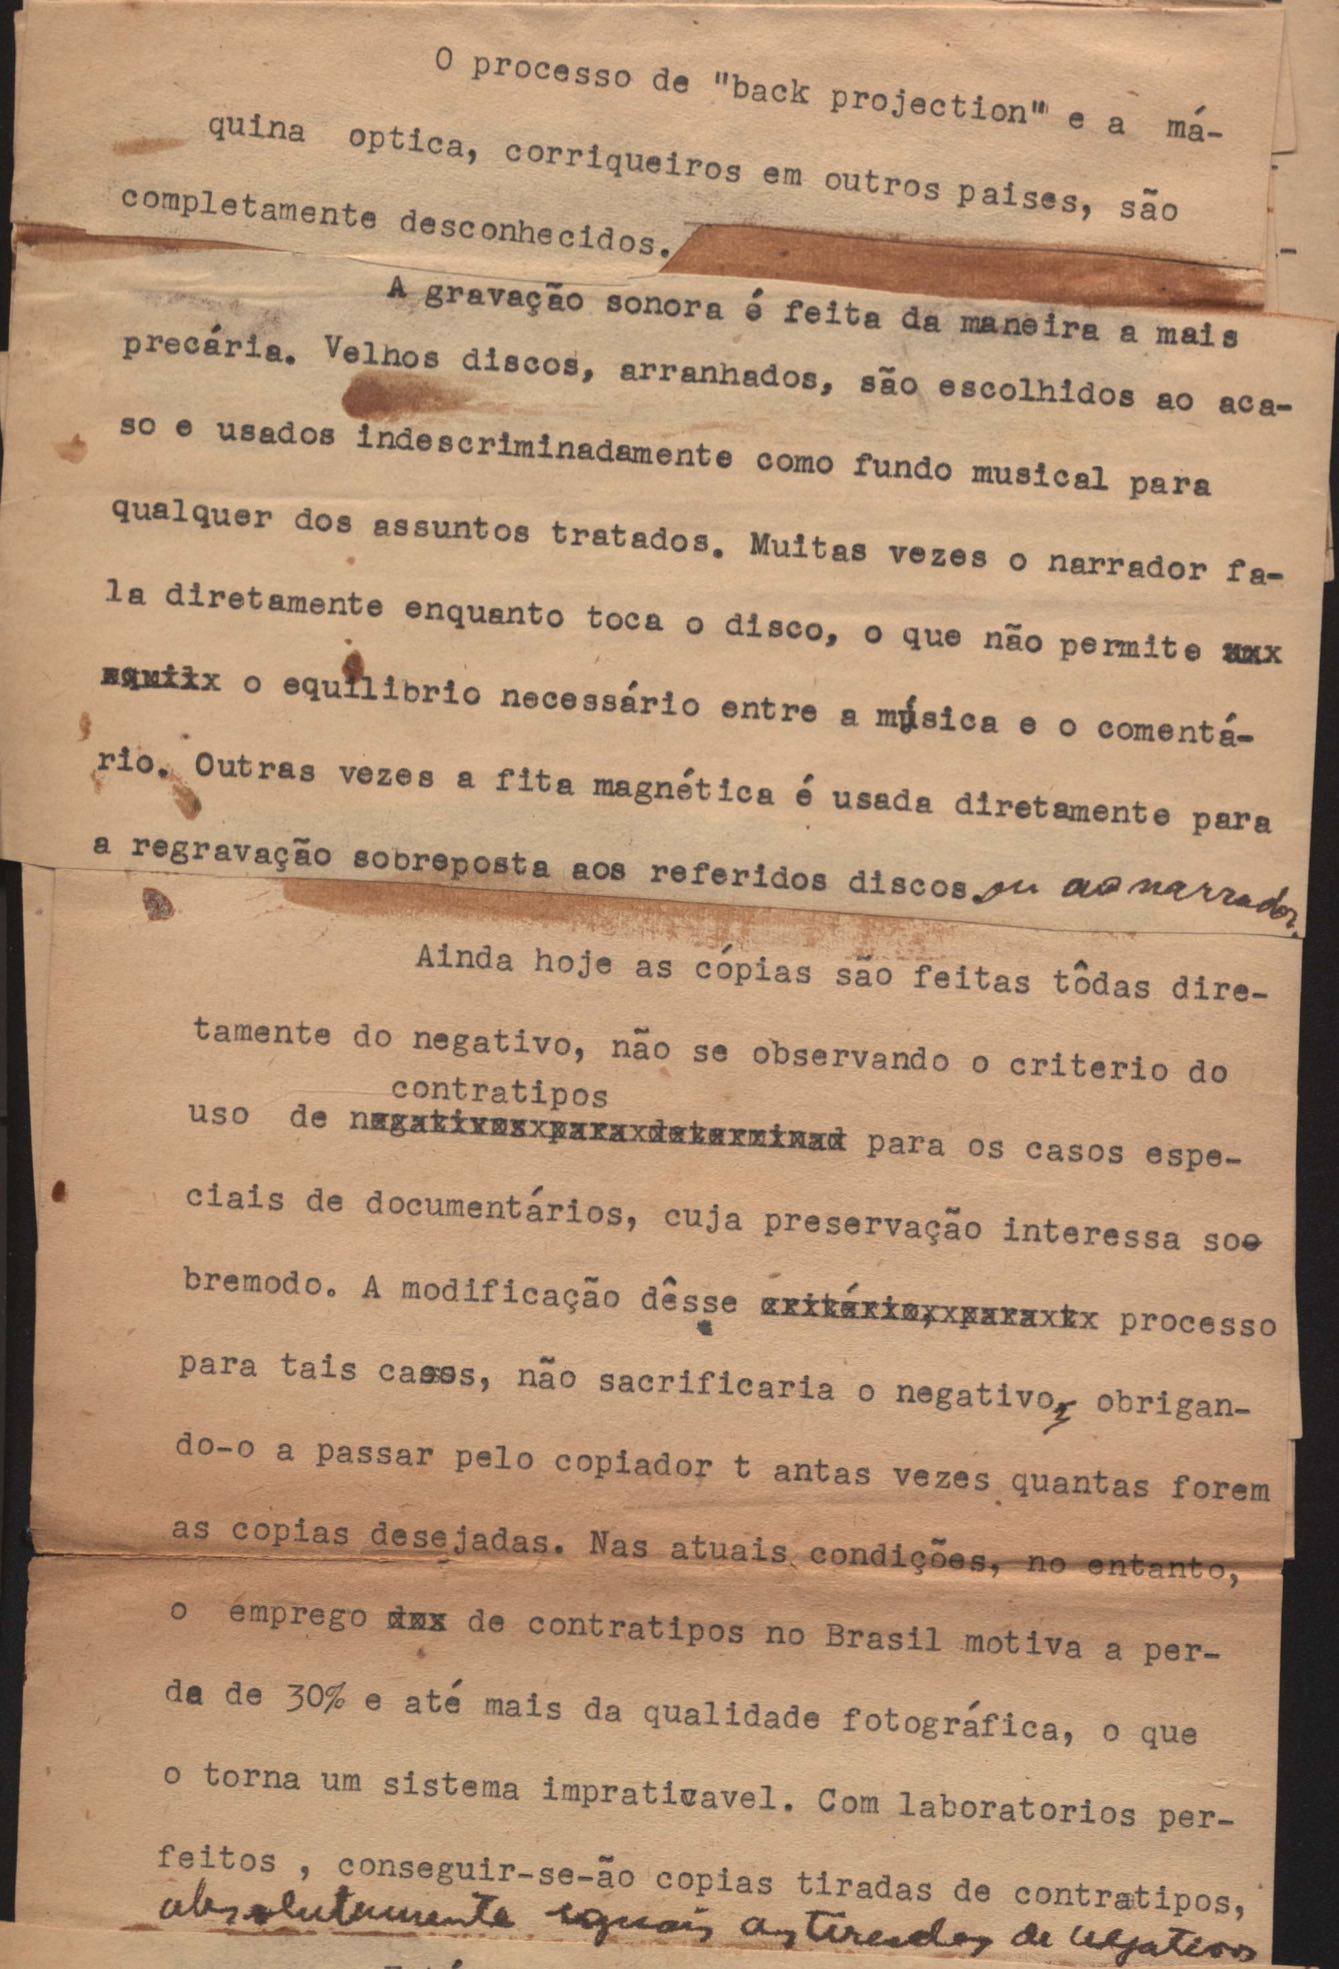 O processo de "back projection" e a má-
quina optica, corriqueiros em outros paises, são
completamente desconhecidos.
A gravação sonora é feita da maneira a mais
precária. Velhos discos, arranhados, são escolhidos ao aca-
so e usados indescriminadamente como fundo musical para
qualquer dos assuntos tratados. Muitas vezes o narrador fa-
la diretamente enquanto toca o disco, o que não permite
o equilibrio necessário entre a música e o comentá-
rio. Outras vezes a fita magnética é usada diretamente para
a regravação sobreposta aos referidos discos ou ao narrador.
Ainda hoje as cópias são feitas tôdas dire-
tamente do negativo, não se observando o criterio do
contratipos
uso de negativos para determinad para os casos espe-
ciais de documentários, cuja preservação interessa so-
bremodo. A modificação dêsse critério, para t processo
para tais casos, não sacrificaria o negativo, obrigan-
do-o a passar pelo copiador t antas vezes quantas forem
as copias desejadas. Nas atuais condições, no entanto,
o emprego de contratipos no Brasil motiva a per-
da de 30% e até mais da qualidade fotográfica, o que
o torna um sistema impraticavel. Com laboratorios per-
feitos , conseguir-se-ão copias tiradas de contratipos,
absolutamente iguais as tiradas de negativos